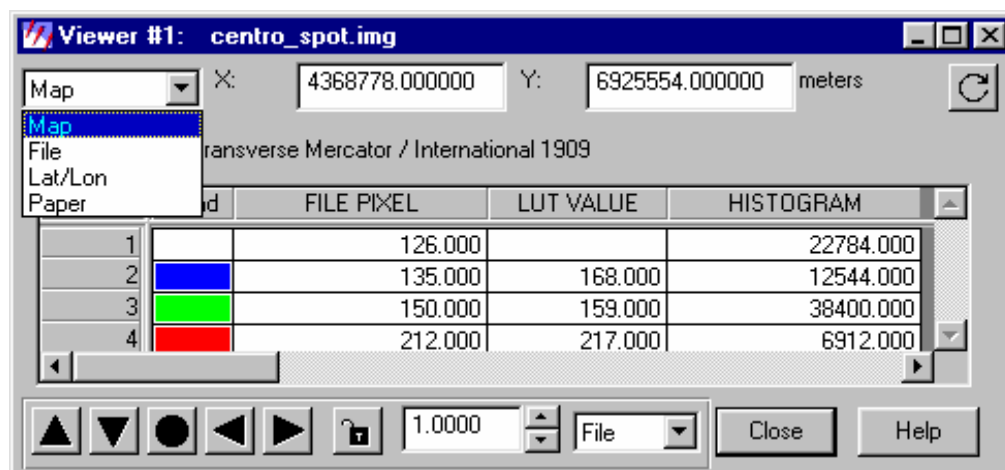 Viewer #1: centro_spot.img
Map X: 4368778.000000 Y: 6925554.000000 meters
Map
File
Lat/Lon
Paper
ransverse Mercator / International 1909
nd FILE PIXEL LUT VALUE HISTOGRAM
1 126.000 22784.000
2 135.000 168.000 12544.000
3 150.000 159.000 38400.000
4 212.000 217.000 6912.000
1.0000 File Close Help